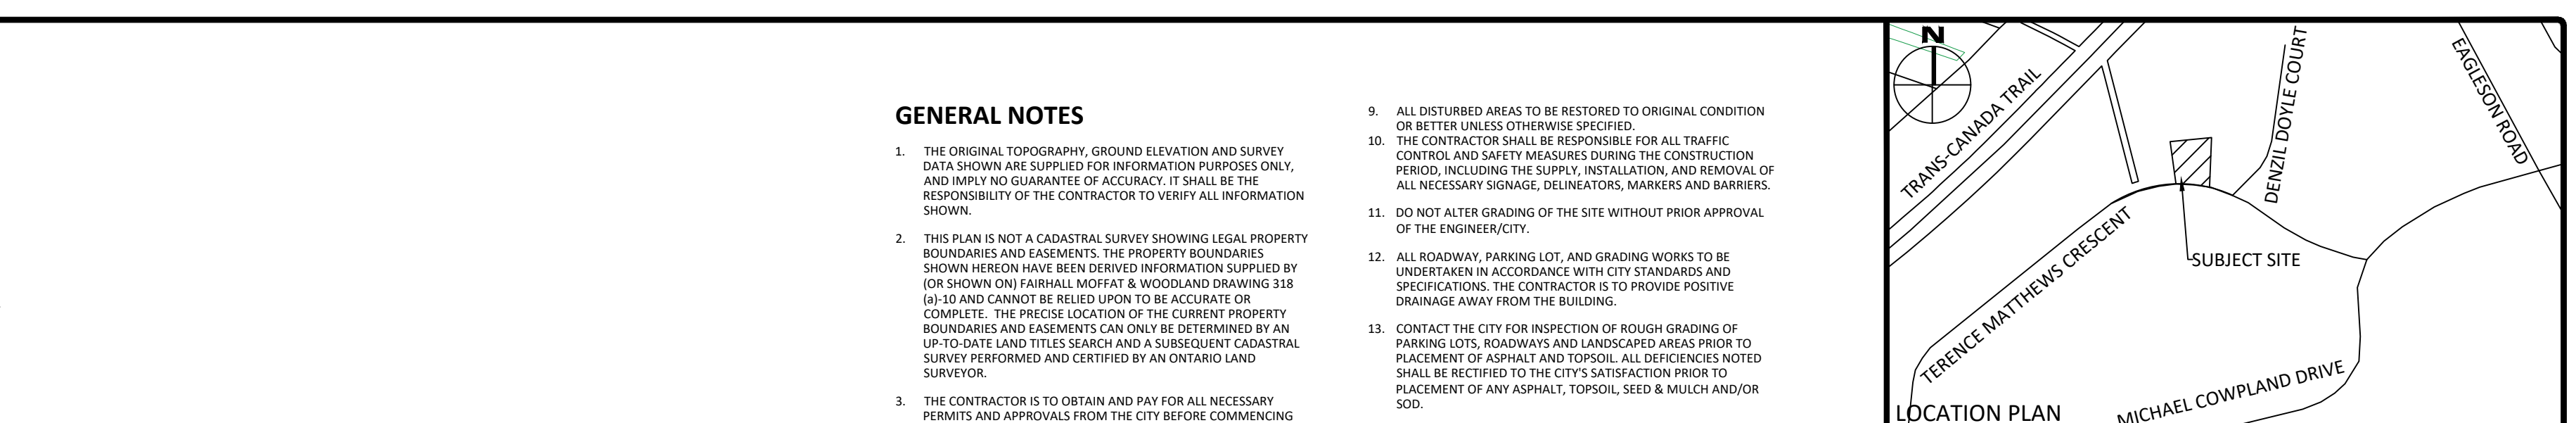 GENERAL NOTES
1. THE ORIGINAL TOPOGRAPHY, GROUND ELEVATION AND SURVEY
DATA SHOWN ARE SUPPLIED FOR INFORMATION PURPOSES ONLY,
AND IMPLY NO GUARANTEE OF ACCURACY. IT SHALL BE THE
RESPONSIBILITY OF THE CONTRACTOR TO VERIFY ALL INFORMATION
SHOWN.
2. THIS PLAN IS NOT A CADASTRAL SURVEY SHOWING LEGAL PROPERTY
BOUNDARIES AND EASEMENTS. THE PROPERTY BOUNDARIES
SHOWN HEREON HAVE BEEN DERIVED INFORMATION SUPPLIED BY
(OR SHOWN ON) FAIRHALL MOFFAT & WOODLAND DRAWING 318
(a)-10 AND CANNOT BE RELIED UPON TO BE ACCURATE OR
COMPLETE. THE PRECISE LOCATION OF THE CURRENT PROPERTY
BOUNDARIES AND EASEMENTS CAN ONLY BE DETERMINED BY AN
UP-TO-DATE LAND TITLES SEARCH AND A SUBSEQUENT CADASTRAL
SURVEY PERFORMED AND CERTIFIED BY AN ONTARIO LAND
SURVEYOR.
3. THE CONTRACTOR IS TO OBTAIN AND PAY FOR ALL NECESSARY
PERMITS AND APPROVALS FROM THE CITY BEFORE COMMENCING
9. ALL DISTURBED AREAS TO BE RESTORED TO ORIGINAL CONDITION
OR BETTER UNLESS OTHERWISE SPECIFIED.
10. THE CONTRACTOR SHALL BE RESPONSIBLE FOR ALL TRAFFIC
CONTROL AND SAFETY MEASURES DURING THE CONSTRUCTION
PERIOD, INCLUDING THE SUPPLY, INSTALLATION, AND REMOVAL OF
ALL NECESSARY SIGNAGE, DELINEATORS, MARKERS AND BARRIERS.
11. DO NOT ALTER GRADING OF THE SITE WITHOUT PRIOR APPROVAL
OF THE ENGINEER/CITY.
12. ALL ROADWAY, PARKING LOT, AND GRADING WORKS TO BE
UNDERTAKEN IN ACCORDANCE WITH CITY STANDARDS AND
SPECIFICATIONS. THE CONTRACTOR IS TO PROVIDE POSITIVE
DRAINAGE AWAY FROM THE BUILDING.
13. CONTACT THE CITY FOR INSPECTION OF ROUGH GRADING OF
PARKING LOTS, ROADWAYS AND LANDSCAPED AREAS PRIOR TO
PLACEMENT OF ASPHALT AND TOPSOIL. ALL DEFICIENCIES NOTED
SHALL BE RECTIFIED TO THE CITY'S SATISFACTION PRIOR TO
PLACEMENT OF ANY ASPHALT, TOPSOIL, SEED & MULCH AND/OR
SOD.
N
TRANS-CANADA TRAIL
DENZIL DOYLE COURT
EAGLESON ROAD
SUBJECT SITE
TERENCE MATTHEWS CRESCENT
MICHAEL COWPLAND DRIVE
LOCATION PLAN